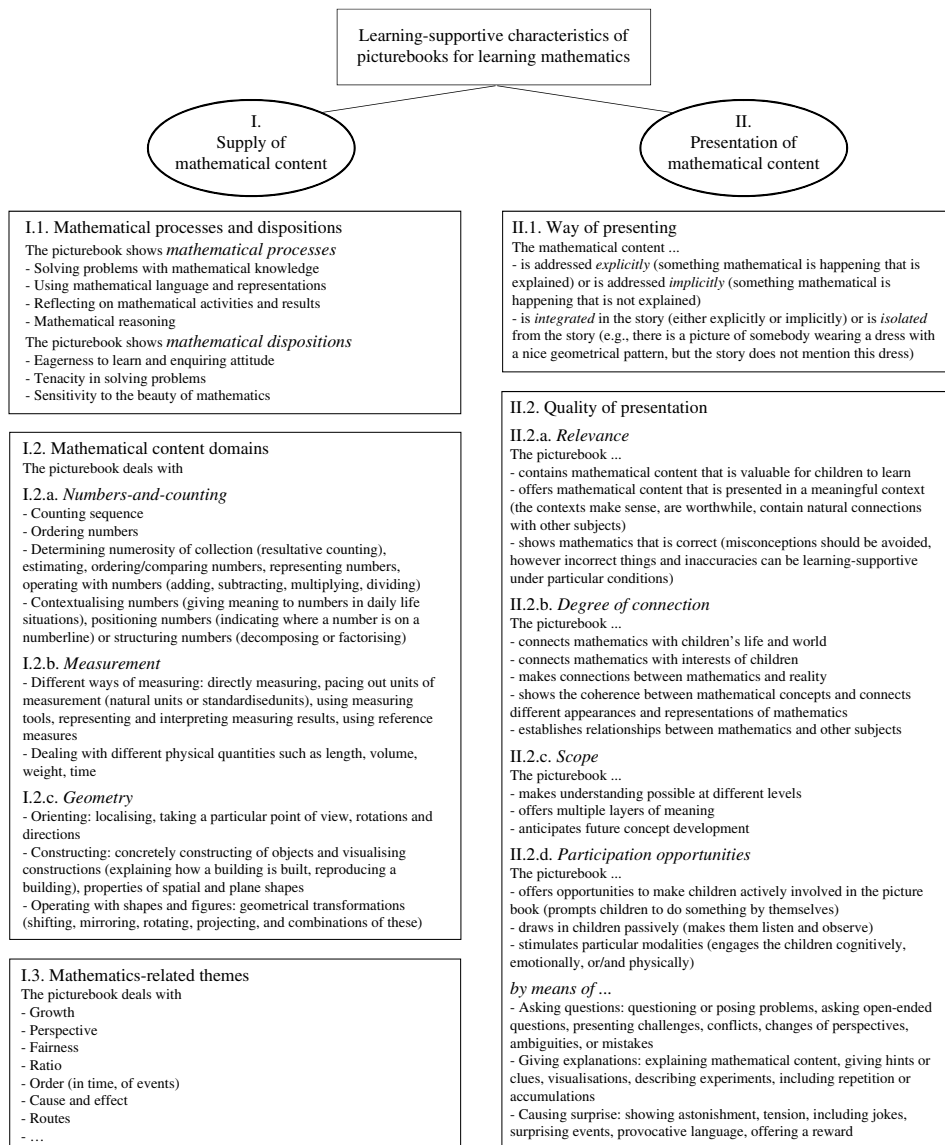 Learning-supportive characteristics of
picturebooks for learning mathematics
I.
Supply of
mathematical content
II.
Presentation of
mathematical content
I.1. Mathematical processes and dispositions
The picturebook shows mathematical processes
- Solving problems with mathematical knowledge
- Using mathematical language and representations
- Reflecting on mathematical activities and results
- Mathematical reasoning
The picturebook shows mathematical dispositions
- Eagerness to learn and enquiring attitude
- Tenacity in solving problems
- Sensitivity to the beauty of mathematics
I.2. Mathematical content domains
The picturebook deals with
I.2.a. Numbers-and-counting
- Counting sequence
- Ordering numbers
- Determining numerosity of collection (resultative counting),
estimating, ordering/comparing numbers, representing numbers,
operating with numbers (adding, subtracting, multiplying, dividing)
- Contextualising numbers (giving meaning to numbers in daily life
situations), positioning numbers (indicating where a number is on a
numberline) or structuring numbers (decomposing or factorising)
I.2.b. Measurement
- Different ways of measuring: directly measuring, pacing out units of
measurement (natural units or standardisedunits), using measuring
tools, representing and interpreting measuring results, using reference
measures
- Dealing with different physical quantities such as length, volume,
weight, time
I.2.c. Geometry
- Orienting: localising, taking a particular point of view, rotations and
directions
- Constructing: concretely constructing of objects and visualising
constructions (explaining how a building is built, reproducing a
building), properties of spatial and plane shapes
- Operating with shapes and figures: geometrical transformations
(shifting, mirroring, rotating, projecting, and combinations of these)
I.3. Mathematics-related themes
The picturebook deals with
- Growth
- Perspective
- Fairness
- Ratio
- Order (in time, of events)
- Cause and effect
- Routes
- …
II.1. Way of presenting
The mathematical content ...
- is addressed explicitly (something mathematical is happening that is
explained) or is addressed implicitly (something mathematical is
happening that is not explained)
- is integrated in the story (either explicitly or implicitly) or is isolated
from the story (e.g., there is a picture of somebody wearing a dress with
a nice geometrical pattern, but the story does not mention this dress)
II.2. Quality of presentation
II.2.a. Relevance
The picturebook ...
- contains mathematical content that is valuable for children to learn
- offers mathematical content that is presented in a meaningful context
(the contexts make sense, are worthwhile, contain natural connections
with other subjects)
- shows mathematics that is correct (misconceptions should be avoided,
however incorrect things and inaccuracies can be learning-supportive
under particular conditions)
II.2.b. Degree of connection
The picturebook ...
- connects mathematics with children’s life and world
- connects mathematics with interests of children
- makes connections between mathematics and reality
- shows the coherence between mathematical concepts and connects
different appearances and representations of mathematics
- establishes relationships between mathematics and other subjects
II.2.c. Scope
The picturebook ...
- makes understanding possible at different levels
- offers multiple layers of meaning
- anticipates future concept development
II.2.d. Participation opportunities
The picturebook ...
- offers opportunities to make children actively involved in the picture
book (prompts children to do something by themselves)
- draws in children passively (makes them listen and observe)
- stimulates particular modalities (engages the children cognitively,
emotionally, or/and physically)
by means of ...
- Asking questions: questioning or posing problems, asking open-ended
questions, presenting challenges, conflicts, changes of perspectives,
ambiguities, or mistakes
- Giving explanations: explaining mathematical content, giving hints or
clues, visualisations, describing experiments, including repetition or
accumulations
- Causing surprise: showing astonishment, tension, including jokes,
surprising events, provocative language, offering a reward